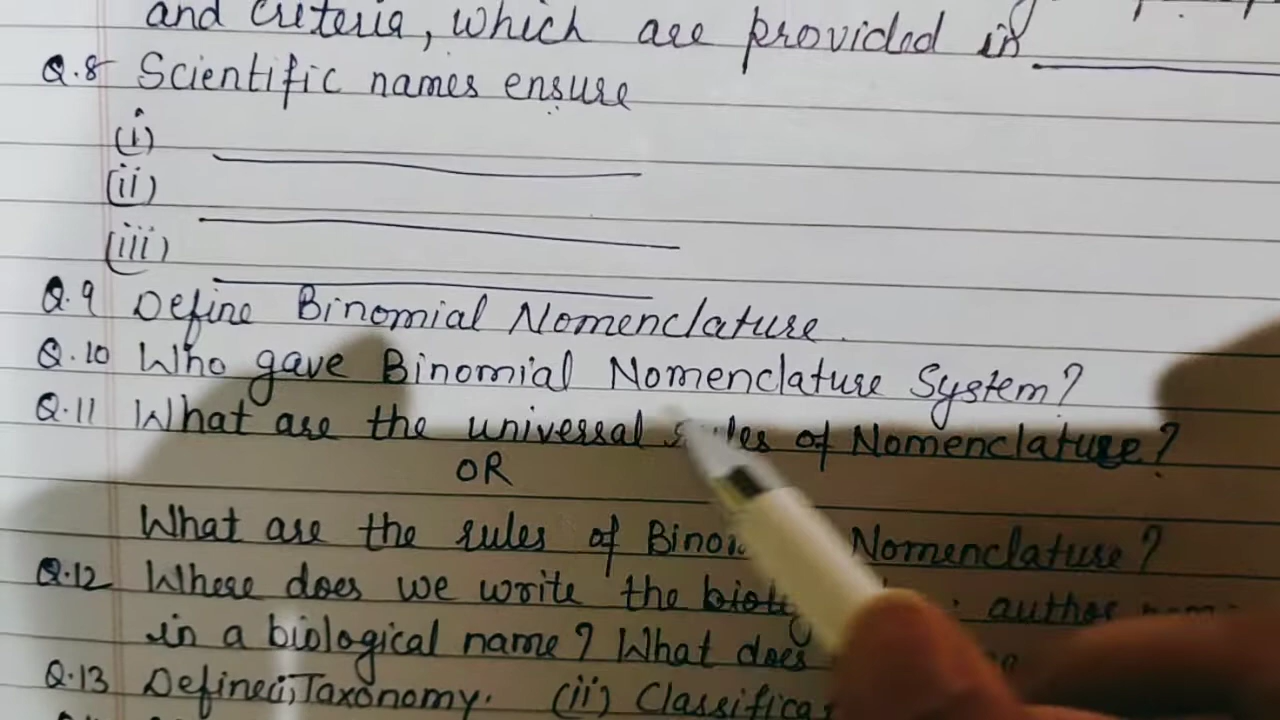 and criteria, which are provided in
Q.8 Scientific names ensure
(i)
(ii)
(iii)
Q.9 Define Binomial Nomenclature.
Q.10 Who gave Binomial Nomenclature System?
Q.11 What are the universal rules of Nomenclature?
OR
What are the rules of Nomenclature?
Q.12 Where does we write the author
in a biological name? What does
Q.13 Define(i) Taxonomy. (ii)